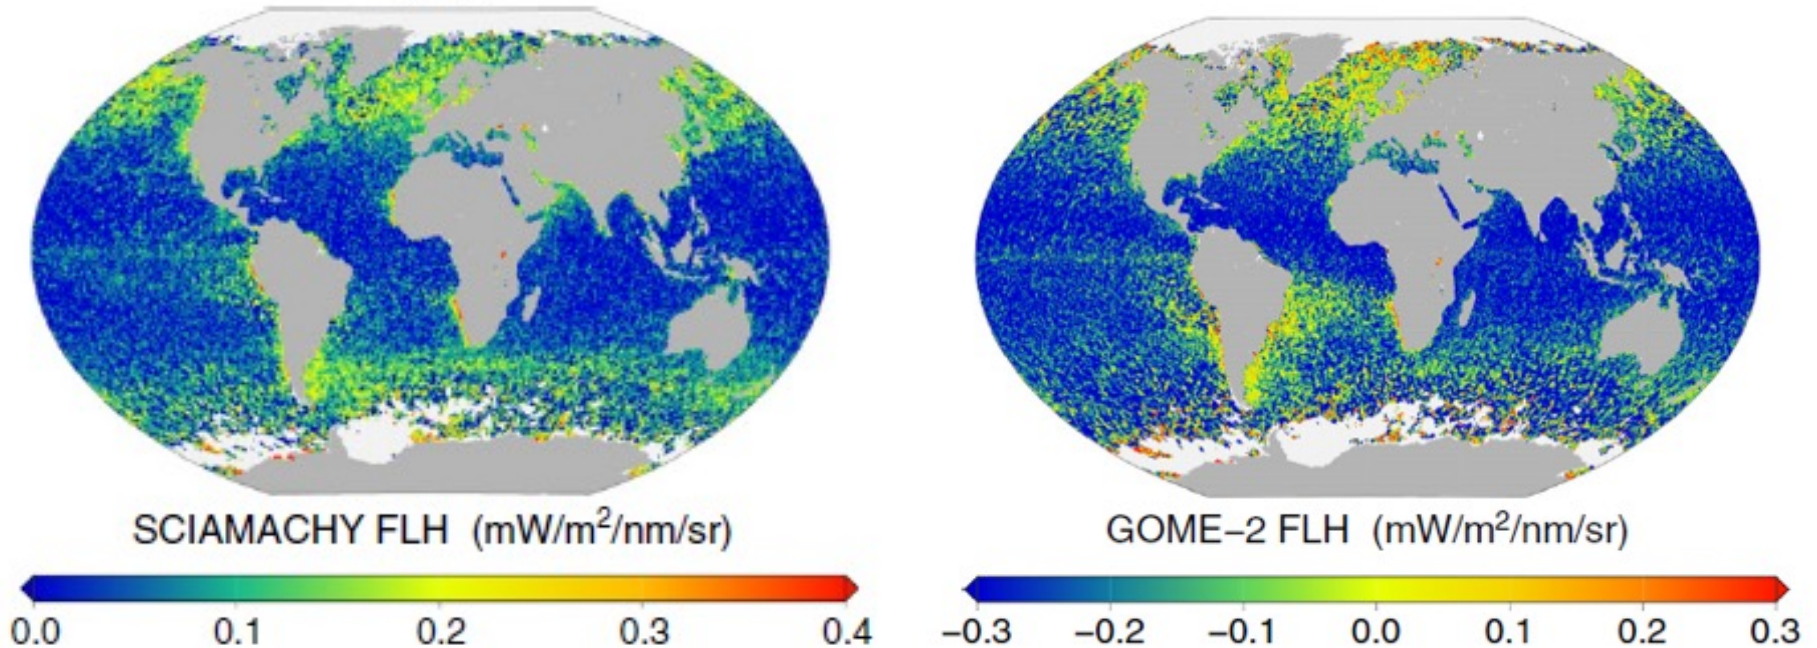 SCIAMACHY FLH (mW/m²/nm/sr)
0.0 0.1 0.2 0.3 0.4
GOME−2 FLH (mW/m²/nm/sr)
−0.3 −0.2 −0.1 0.0 0.1 0.2 0.3